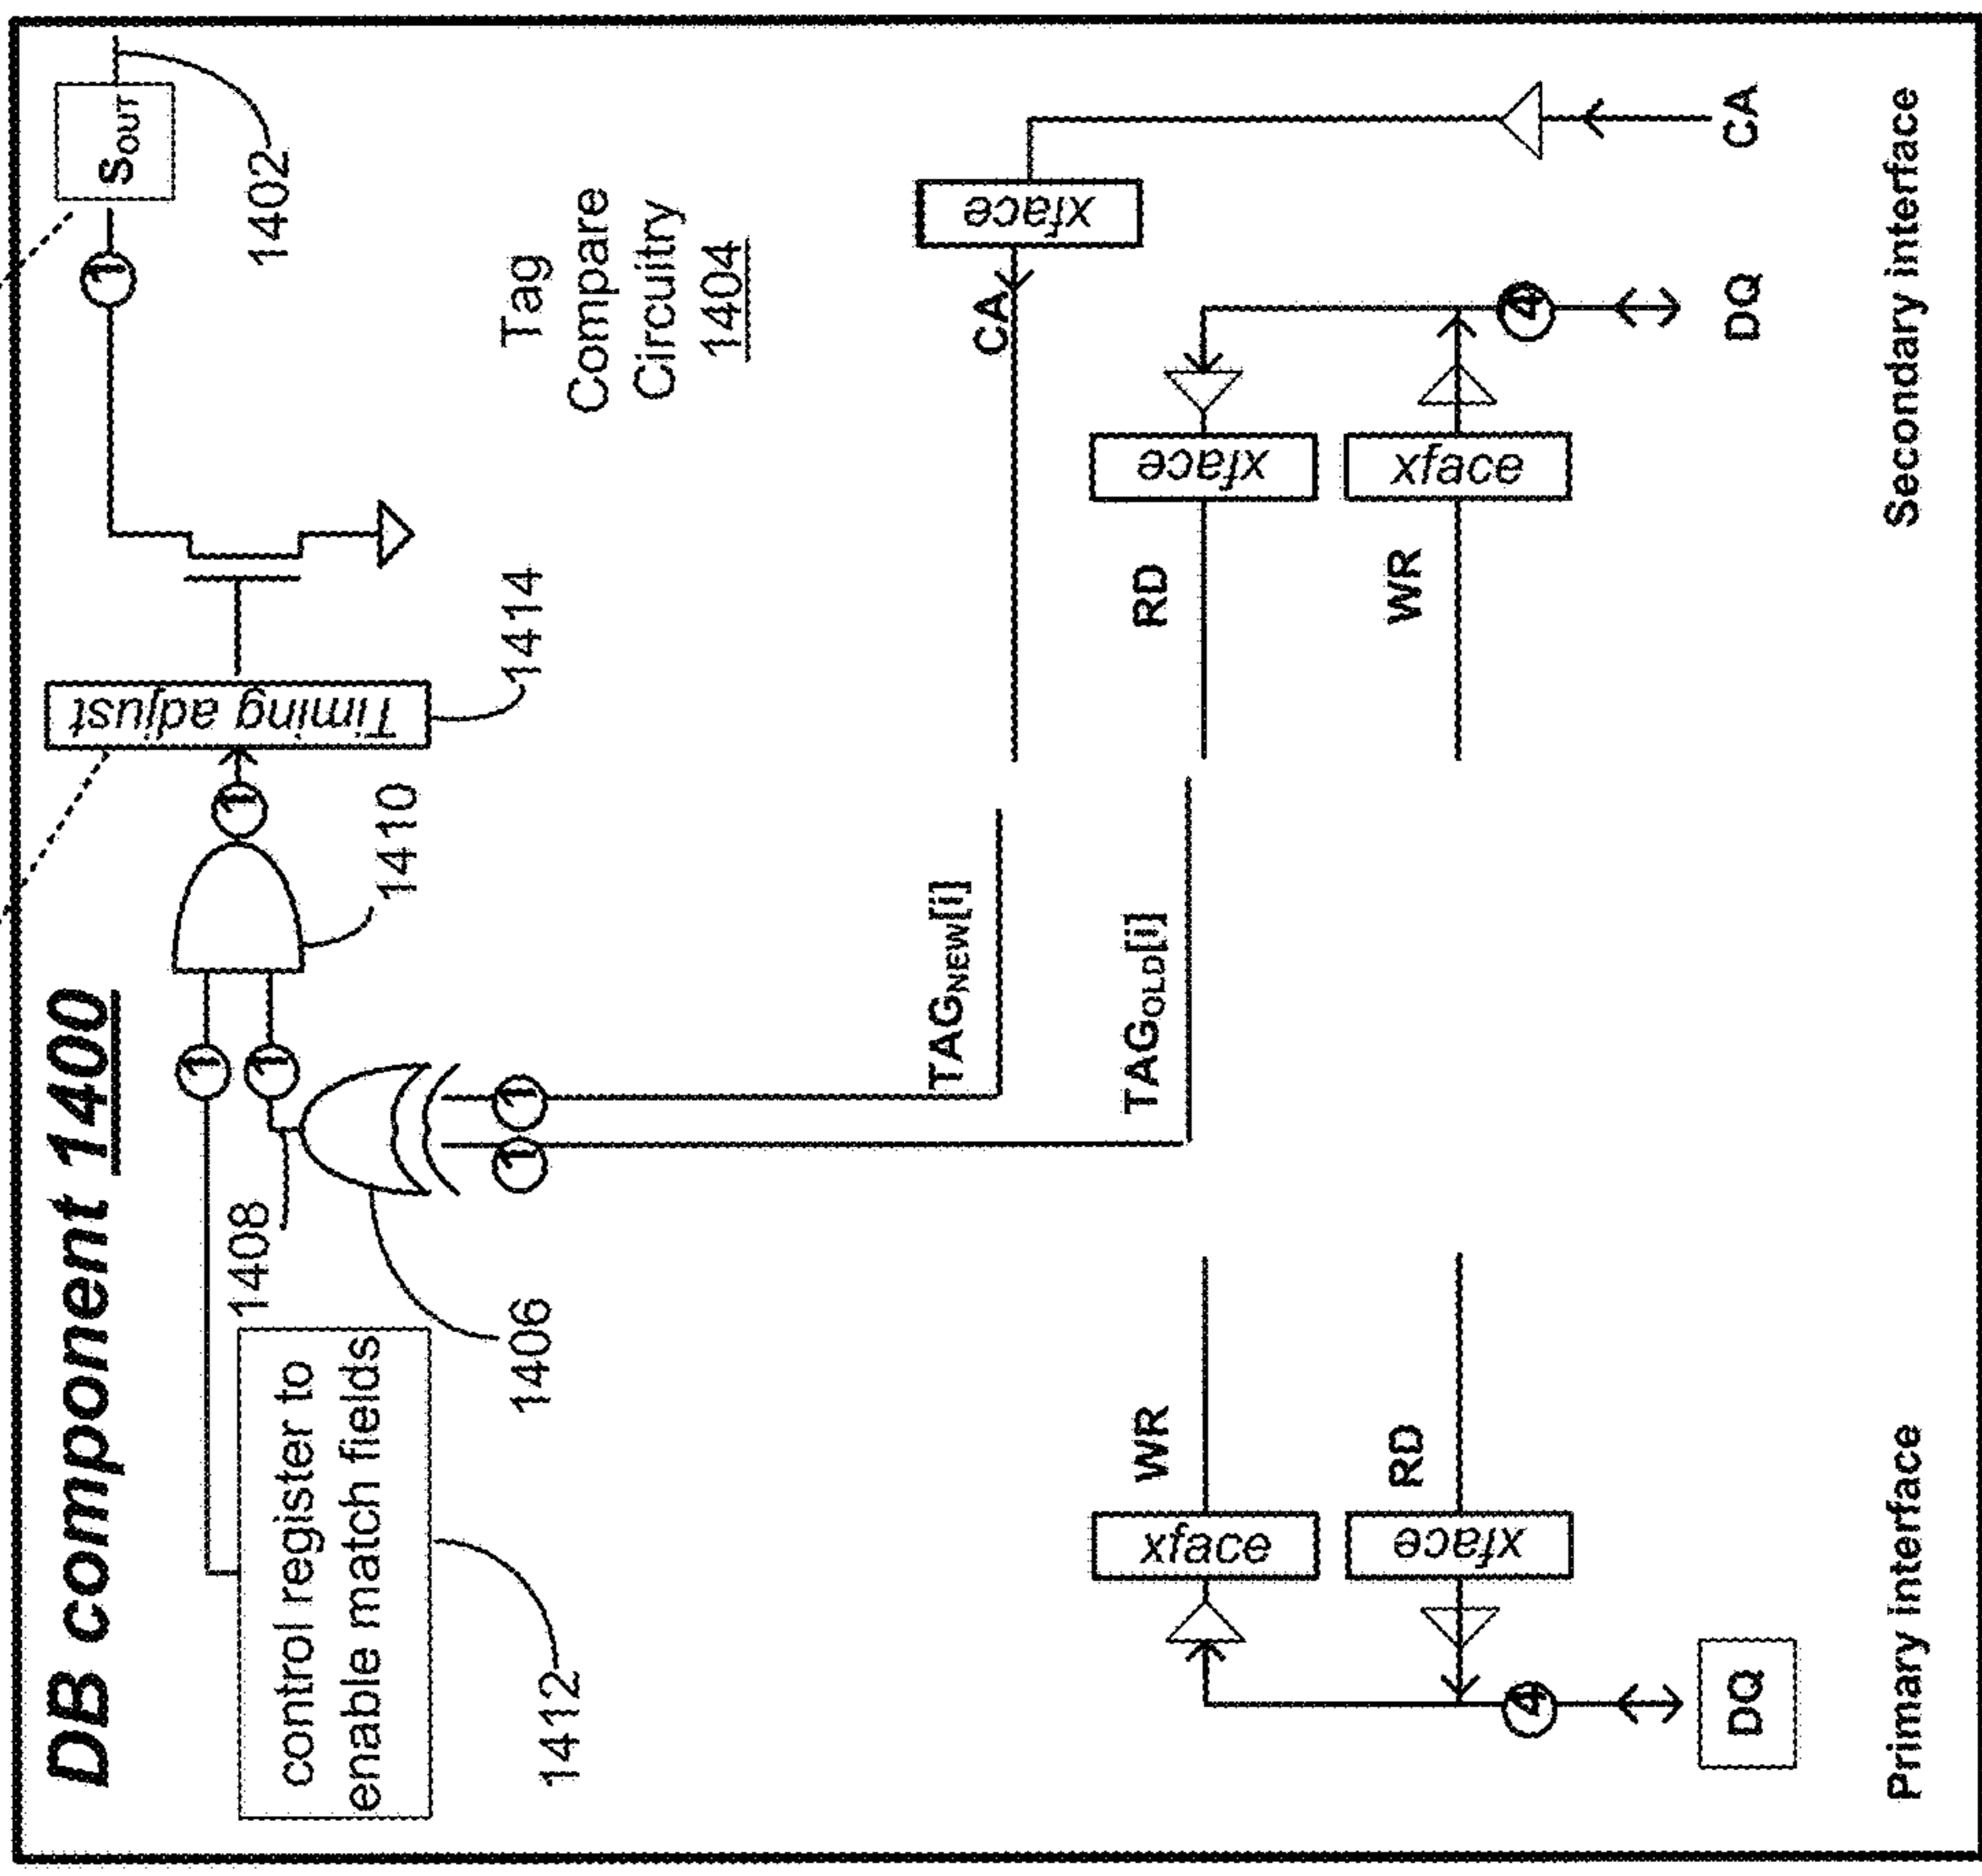 DB component 1400
control register to
enable match fields
1412
1408
1406
1
1
1
1
1410
1
Timing adjust
1414
1
SOUT
1402
Tag
Compare
Circuitry
1404
TAGNEW[i]
TAGOLD[i]
CA
xface
CA
WR
xface
RD
xface
4
DQ
RD
xface
WR
xface
4
DQ
Primary interface
Secondary interface